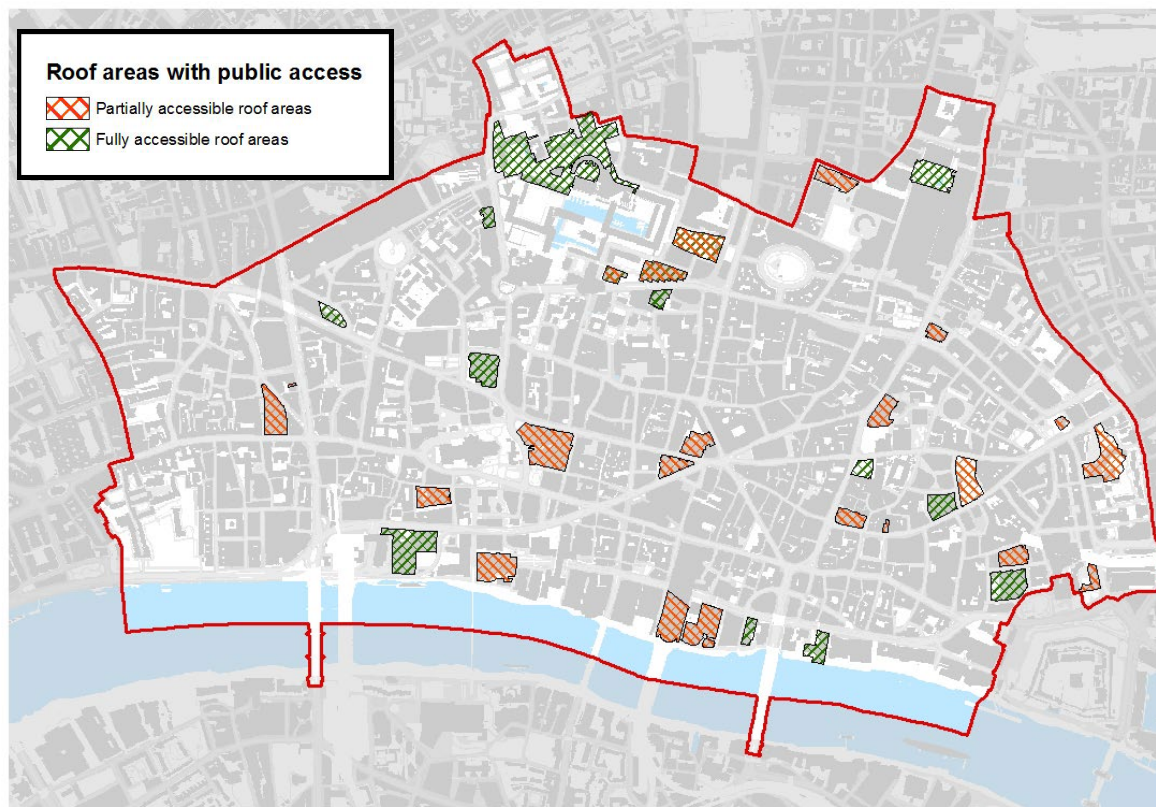 Roof areas with public access
Partially accessible roof areas
Fully accessible roof areas